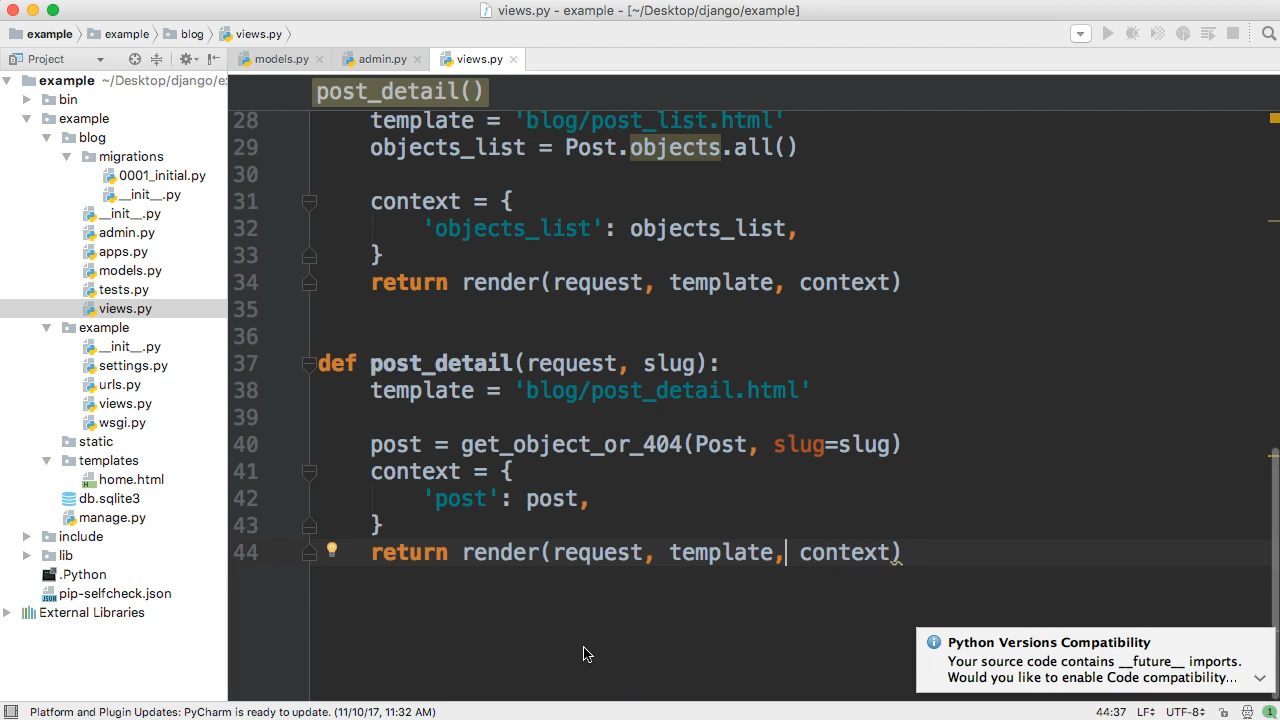 views.py - example - [~/Desktop/django/example]
example
example
blog
views.py
Project
models.py
admin.py
views.py
example ~/Desktop/django/e
bin
example
blog
migrations
0001_initial.py
__init__.py
__init__.py
admin.py
apps.py
models.py
tests.py
views.py
example
__init__.py
settings.py
urls.py
views.py
wsgi.py
static
templates
home.html
db.sqlite3
manage.py
include
lib
.Python
pip-selfcheck.json
External Libraries
post_detail()
28 template = 'blog/post_list.html'
29 objects_list = Post.objects.all()
30
31 context = {
32 'objects_list': objects_list,
33 }
34 return render(request, template, context)
35
36
37 def post_detail(request, slug):
38 template = 'blog/post_detail.html'
39
40 post = get_object_or_404(Post, slug=slug)
41 context = {
42 'post': post,
43 }
44 return render(request, template, context)
Python Versions Compatibility
Your source code contains __future__ imports.
Would you like to enable Code compatibility...
Platform and Plugin Updates: PyCharm is ready to update. (11/10/17, 11:32 AM)
44:37 LF UTF-8 1